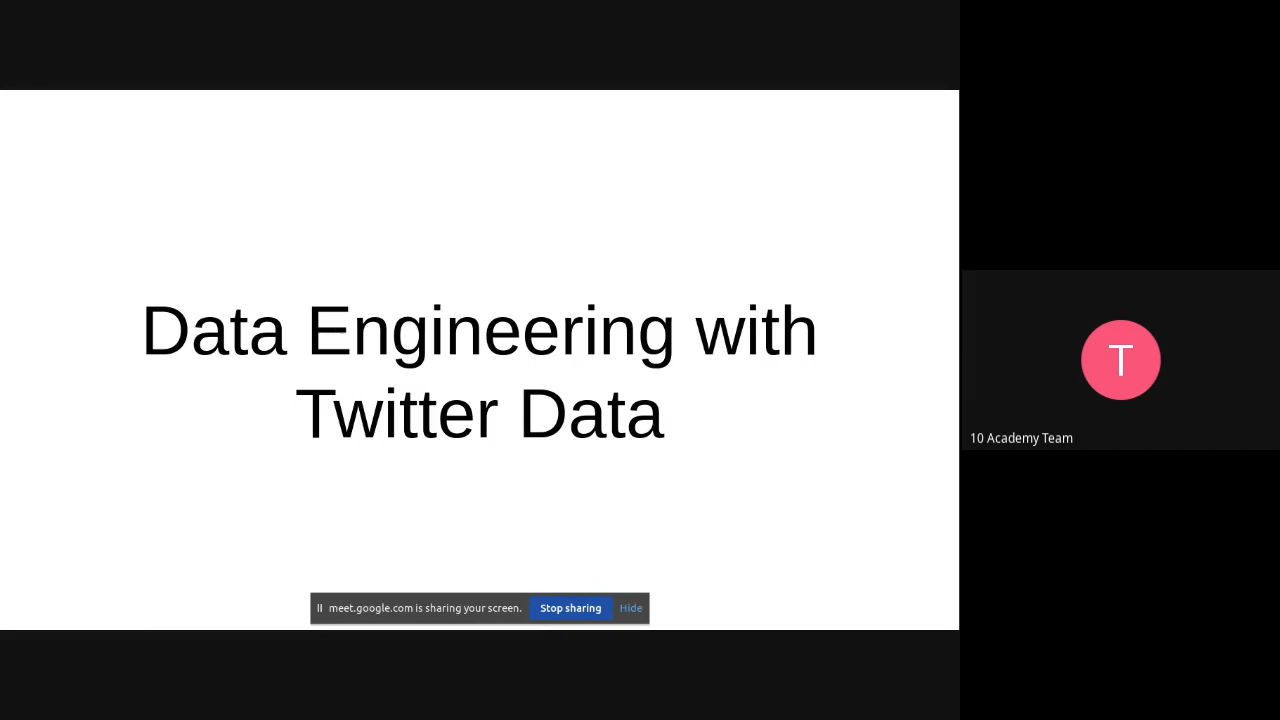 Data Engineering with
Twitter Data
T
10 Academy Team
meet.google.com is sharing your screen. Stop sharing Hide